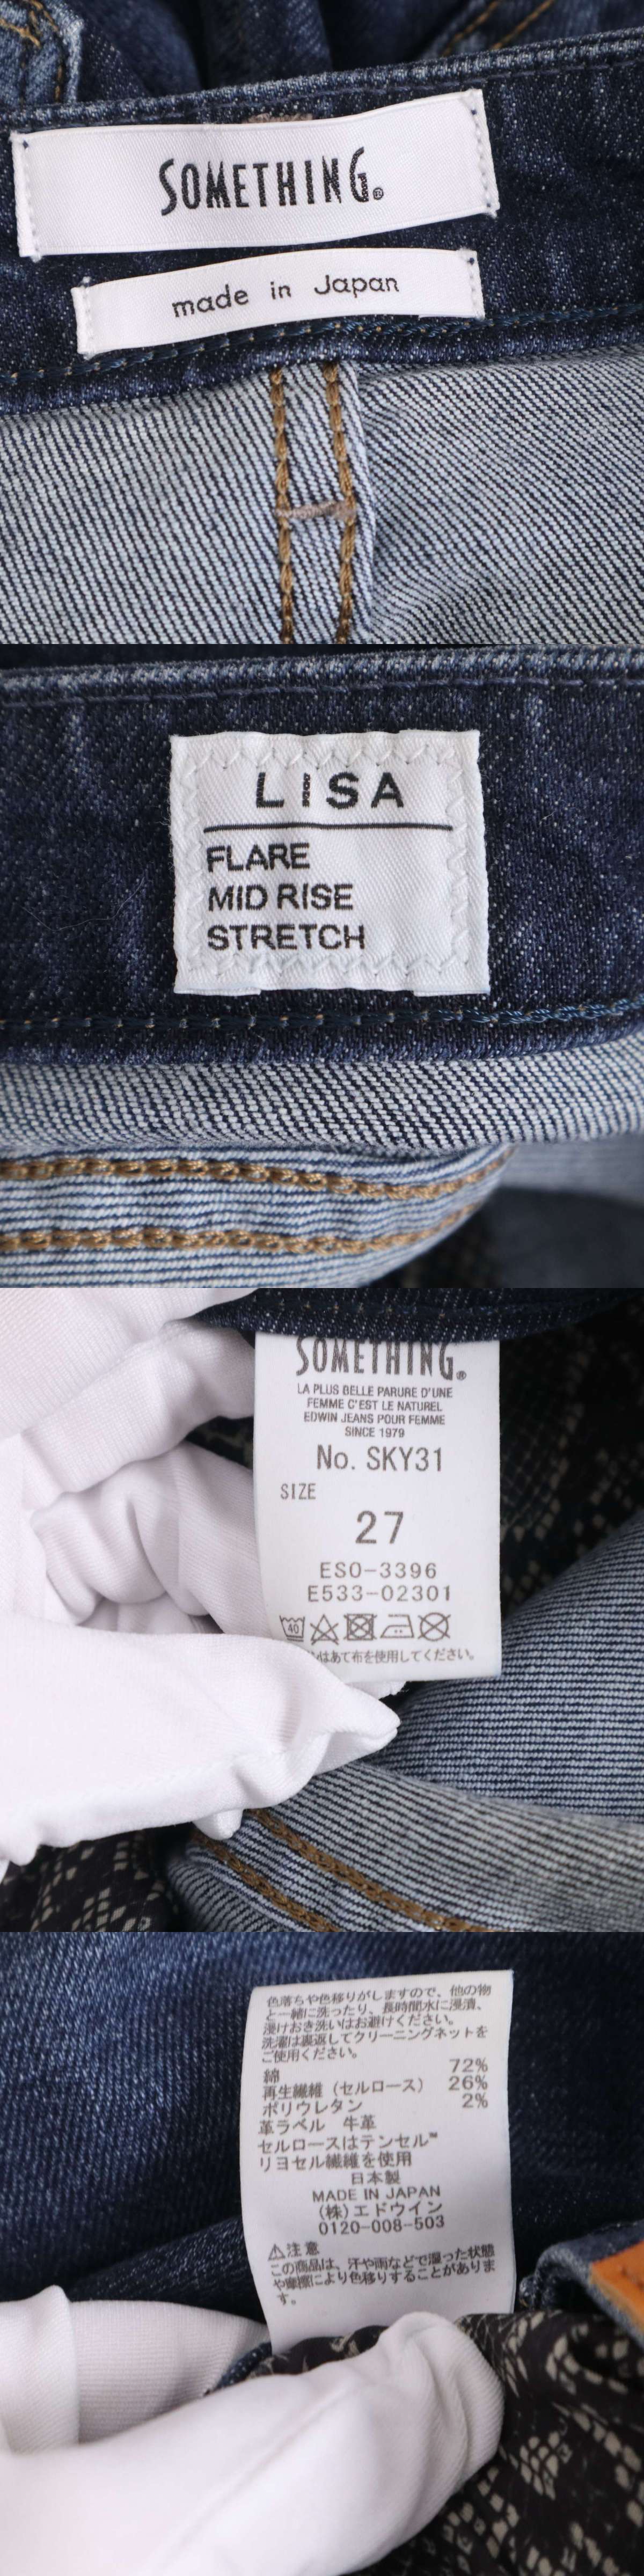 SOMETHING®
made in Japan
LiSA
FLARE
MID RISE
STRETCH
SOMETHING®
LA PLUS BELLE PARURE D'UNE
FEMME C'EST LE NATUREL
EDWIN JEANS POUR FEMME
SINCE 1979
No. SKY31
SIZE
27
ES0-3396
E533-02301
40
はあて布を使用してください。
色落ちや色移りがしますので、他の物
と一緒に洗ったり、長時間水に浸漬、
浸けおき洗いはお避けください。
洗濯は裏返してクリーニングネットを
ご使用ください。
綿 72%
再生繊維（セルロース） 26%
ポリウレタン 2%
革ラベル 牛革
セルロースはテンセル™
リヨセル繊維を使用
日本製
MADE IN JAPAN
(株)エドウイン
0120-008-503
⚠注意
この商品は、汗や雨などで湿った状態
や摩擦により色移りすることがありま
す。